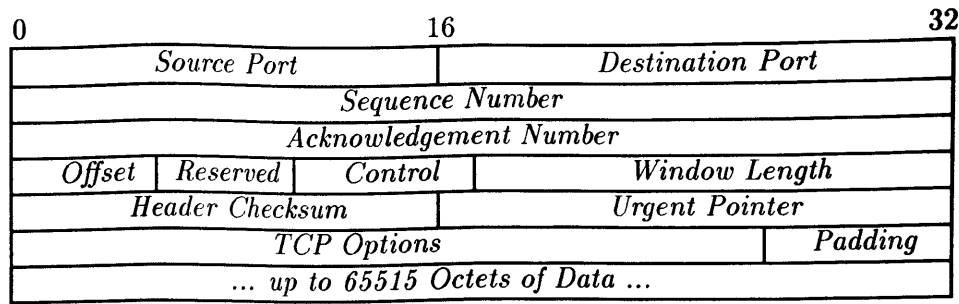 0 16 32
Source Port Destination Port
Sequence Number
Acknowledgement Number
Offset Reserved Control Window Length
Header Checksum Urgent Pointer
TCP Options Padding
... up to 65515 Octets of Data ...